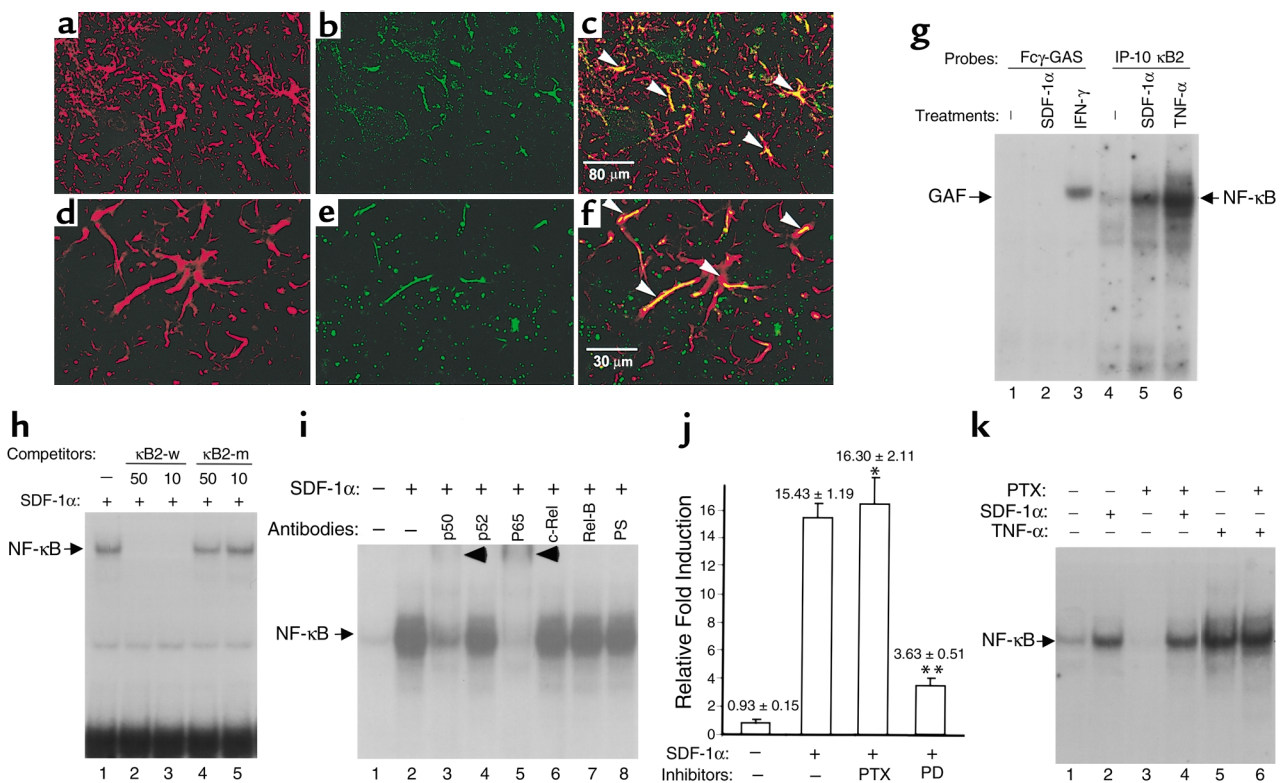 a
b
c
80 μm
d
e
f
30 μm
g
Probes: Fcγ-GAS IP-10 κB2
Treatments: – SDF-1α IFN-γ – SDF-1α TNF-α
GAF
NF-κB
1 2 3 4 5 6
h
Competitors: κB2-w κB2-m
– 50 10 50 10
SDF-1α: + + + + +
NF-κB
1 2 3 4 5
i
SDF-1α: – + + + + + + +
Antibodies: – – p50 p52 P65 c-Rel Rel-B PS
NF-κB
1 2 3 4 5 6 7 8
j
Relative Fold Induction
16
14
12
10
8
6
4
2
0
0.93 ± 0.15
15.43 ± 1.19
16.30 ± 2.11
*
3.63 ± 0.51
**
SDF-1α: – + + +
Inhibitors: PTX PD
k
PTX: – – + + – +
SDF-1α: – + – + – –
TNF-α: – – – – + +
NF-κB
1 2 3 4 5 6